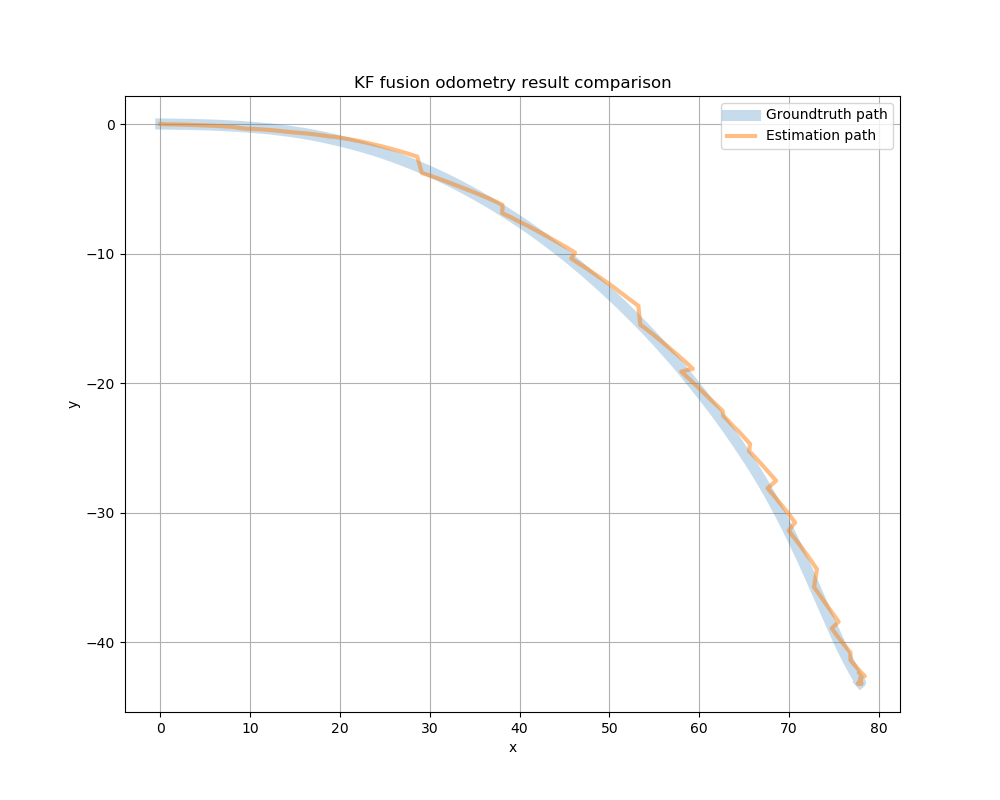 KF fusion odometry result comparison
Groundtruth path
Estimation path
0
−10
−20
−30
−40
y
0 10 20 30 40 50 60 70 80
x